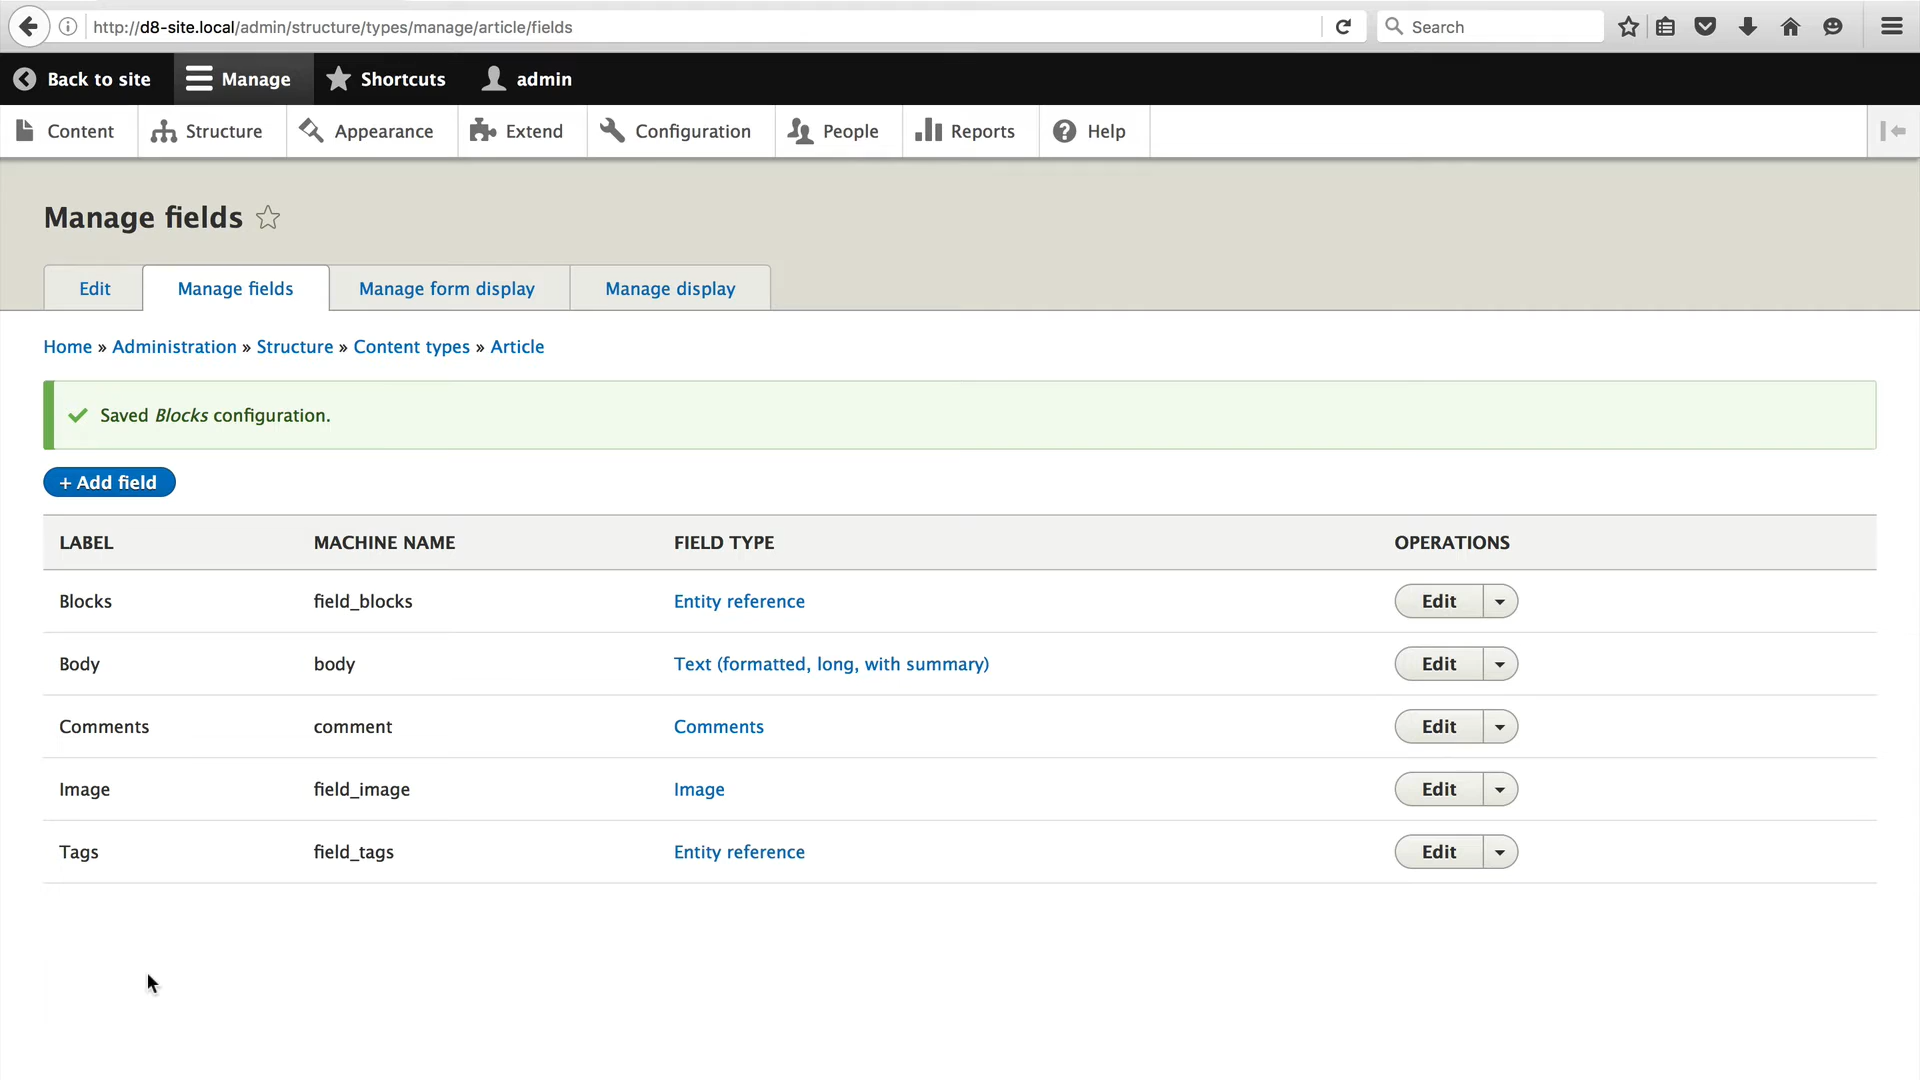 http://d8-site.local/admin/structure/types/manage/article/fields
Search
Back to site
Manage
Shortcuts
admin
Content
Structure
Appearance
Extend
Configuration
People
Reports
Help
Manage fields
Edit
Manage fields
Manage form display
Manage display
Home » Administration » Structure » Content types » Article
Saved Blocks configuration.
+ Add field
LABEL MACHINE NAME FIELD TYPE OPERATIONS
Blocks field_blocks Entity reference Edit
Body body Text (formatted, long, with summary) Edit
Comments comment Comments Edit
Image field_image Image Edit
Tags field_tags Entity reference Edit